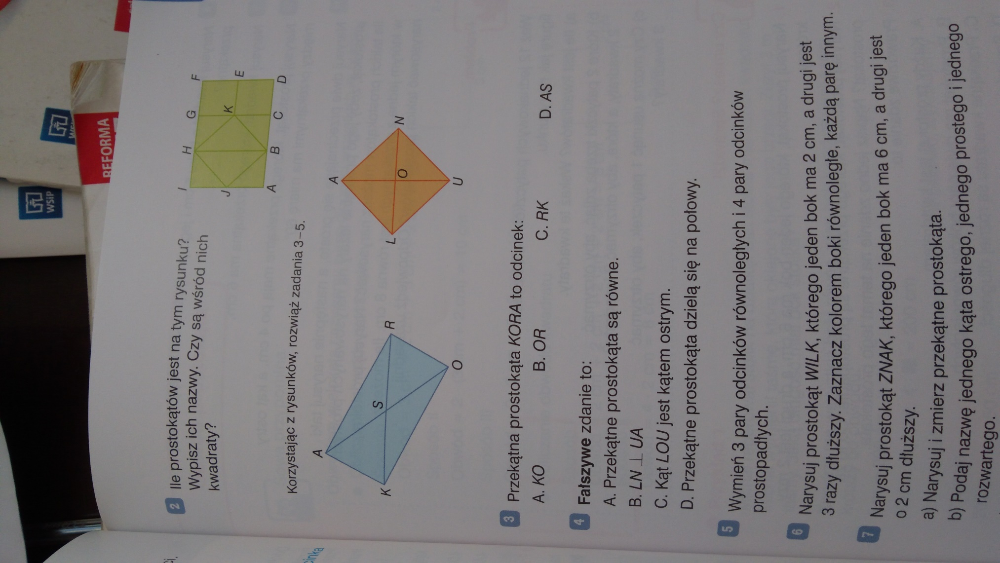 REFORMA
WSiP
2 Ile prostokątów jest na tym rysunku?
Wypisz ich nazwy. Czy są wśród nich
kwadraty?
I H G F
J K E
A B C D
Korzystając z rysunków, rozwiąż zadania 3–5.
A
K S R
O
A
L O N
U
3 Przekątna prostokąta KORA to odcinek:
A. KO B. OR C. RK D. AS
4 Fałszywe zdanie to:
A. Przekątne prostokąta są równe.
B. LN ⊥ UA
C. Kąt LOU jest kątem ostrym.
D. Przekątne prostokąta dzielą się na połowy.
5 Wymień 3 pary odcinków równoległych i 4 pary odcinków
prostopadłych.
6 Narysuj prostokąt WILK, którego jeden bok ma 2 cm, a drugi jest
3 razy dłuższy. Zaznacz kolorem boki równoległe, każdą parę innym.
7 Narysuj prostokąt ZNAK, którego jeden bok ma 6 cm, a drugi jest
o 2 cm dłuższy.
a) Narysuj i zmierz przekątne prostokąta.
b) Podaj nazwę jednego kąta ostrego, jednego prostego i jednego
rozwartego.